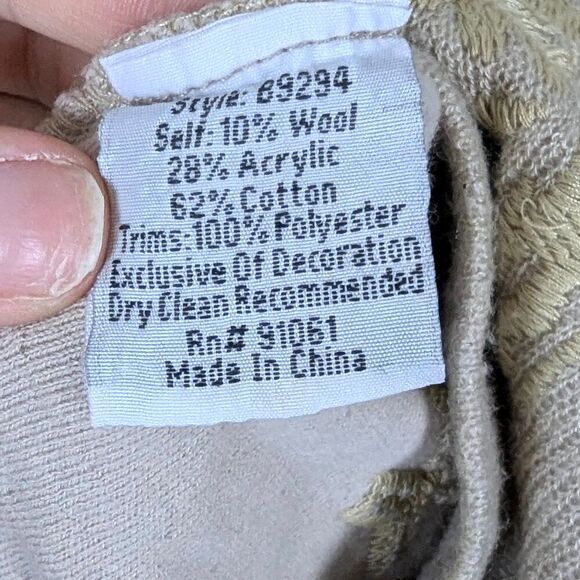 Style: B9294
Self: 10% Wool
28% Acrylic
62% Cotton
Trims:100% Polyester
Exclusive Of Decoration
Dry Clean Recommended
Rn# 91061
Made In China